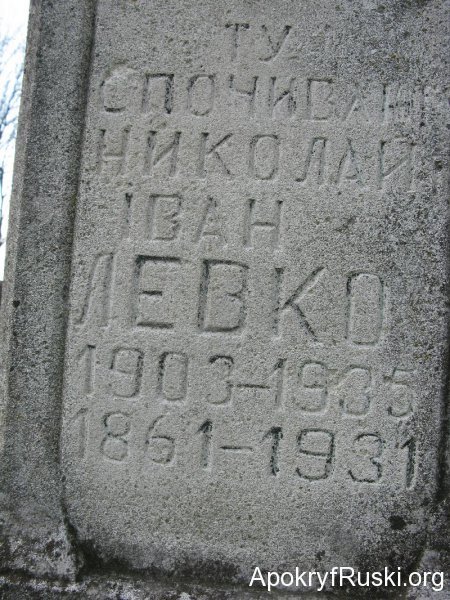 ТУ
СПОЧИВАЮ
НИКОЛАЙ
ІВАН
ЛЕВКО
1903-1935
1861-1931
ApokryfRuski.org